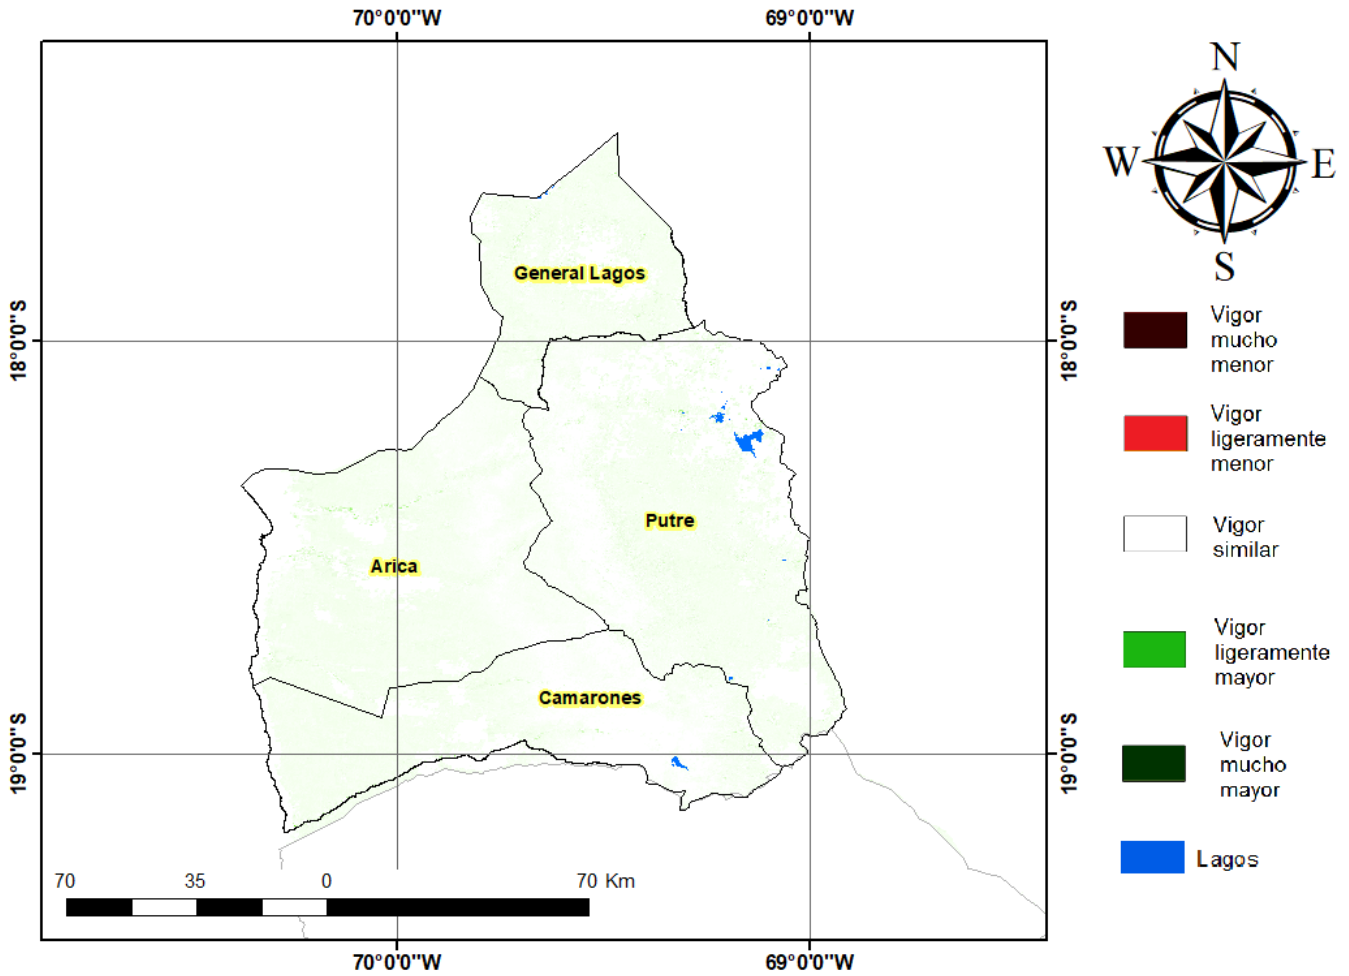 70°0'0"W
69°0'0"W
N
W
E
S
18°0'0"S
18°0'0"S
19°0'0"S
19°0'0"S
General Lagos
Putre
Arica
Camarones
Vigor
mucho
menor
Vigor
ligeramente
menor
Vigor
similar
Vigor
ligeramente
mayor
Vigor
mucho
mayor
Lagos
70 35 0 70 Km
70°0'0"W
69°0'0"W